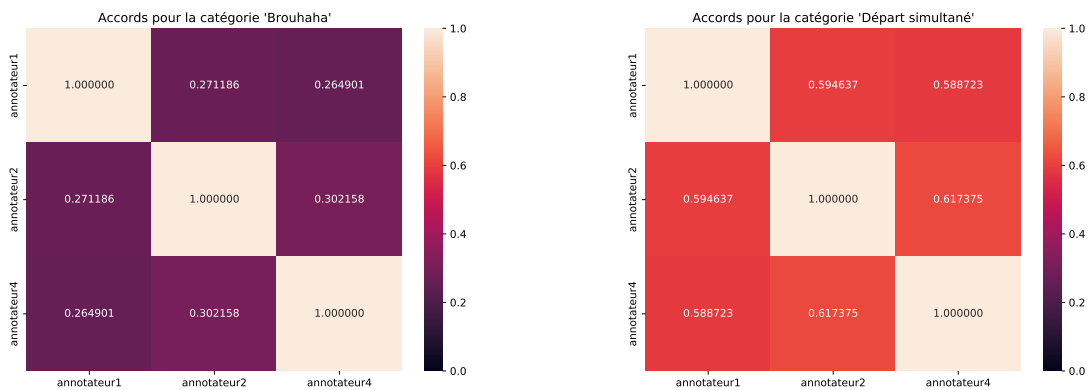 Accords pour la catégorie 'Brouhaha'
annotateur1
1.000000 0.271186 0.264901
annotateur2
0.271186 1.000000 0.302158
annotateur4
0.264901 0.302158 1.000000
annotateur1 annotateur2 annotateur4
1.0
0.8
0.6
0.4
0.2
0.0
Accords pour la catégorie 'Départ simultané'
annotateur1
1.000000 0.594637 0.588723
annotateur2
0.594637 1.000000 0.617375
annotateur4
0.588723 0.617375 1.000000
annotateur1 annotateur2 annotateur4
1.0
0.8
0.6
0.4
0.2
0.0